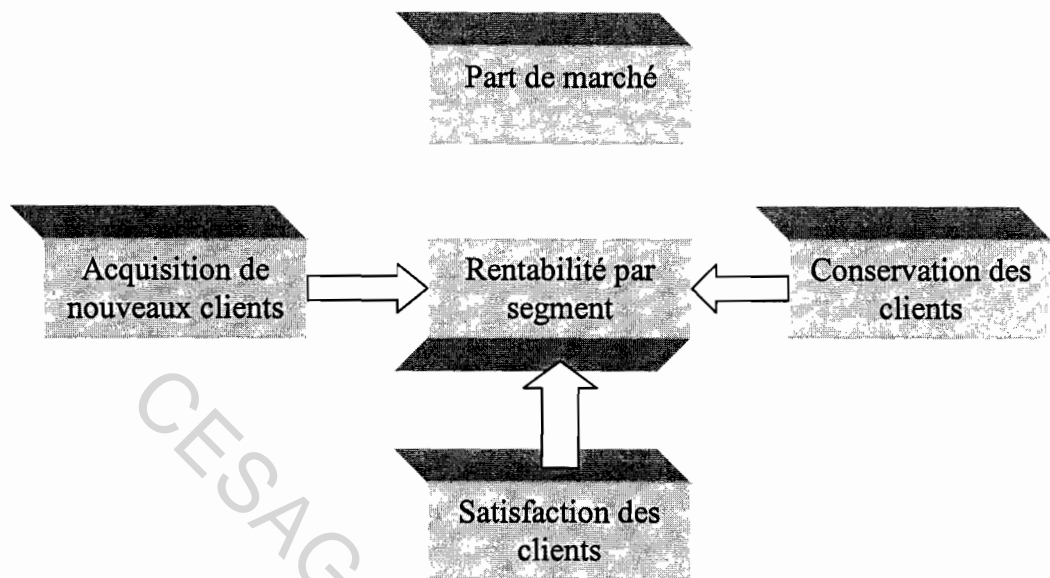 Part de marché
Acquisition de
nouveaux clients
Rentabilité par
segment
Conservation des
clients
Satisfaction des
clients
CESAG